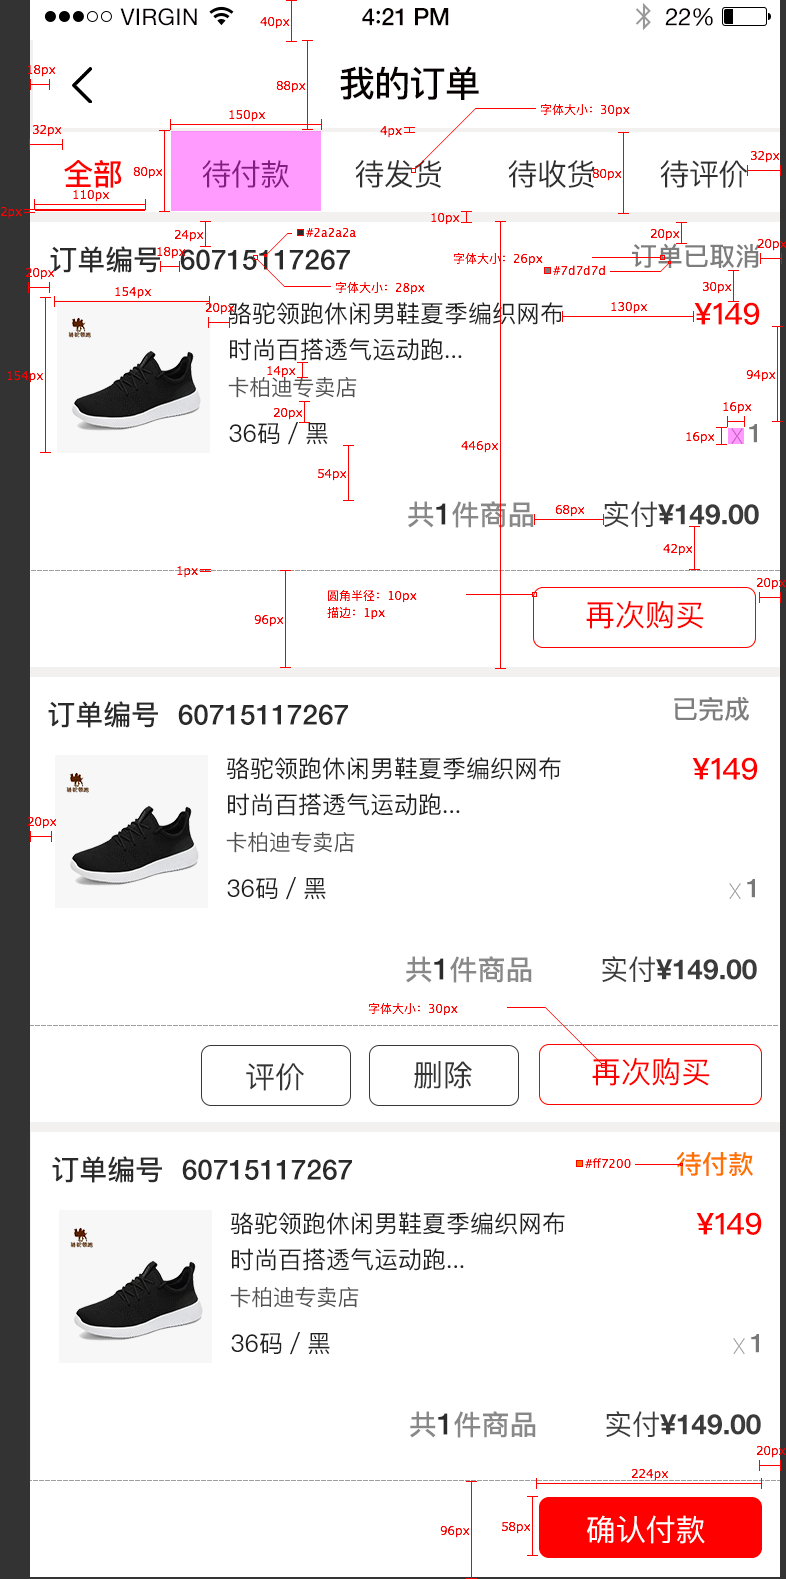 VIRGIN 4:21 PM 22%
40px
18px
88px
我的订单
150px
字体大小：30px
32px
4px
全部 待付款 待发货 待收货 待评价
80px
80px
32px
110px
2px
10px
24px
#2a2a2a
20px
订单编号 60715117267
18px
字体大小：26px
订单已取消
20px
#7d7d7d
20px
字体大小：28px
30px
154px
20px
骆驼领跑休闲男鞋夏季编织网布
130px
¥149
骆驼领跑
时尚百搭透气运动跑...
154px
14px
94px
卡柏迪专卖店
20px
16px
36码 / 黑
16px
x 1
446px
54px
共1件商品
68px
实付¥149.00
42px
1px
20px
96px
圆角半径：10px
描边：1px
再次购买
订单编号 60715117267
已完成
骆驼领跑休闲男鞋夏季编织网布
¥149
骆驼领跑
时尚百搭透气运动跑...
20px
卡柏迪专卖店
36码 / 黑
x 1
共1件商品
实付¥149.00
字体大小：30px
评价
删除
再次购买
订单编号 60715117267
#ff7200
待付款
骆驼领跑休闲男鞋夏季编织网布
¥149
骆驼领跑
时尚百搭透气运动跑...
卡柏迪专卖店
36码 / 黑
x 1
共1件商品
实付¥149.00
20px
224px
96px
58px
确认付款